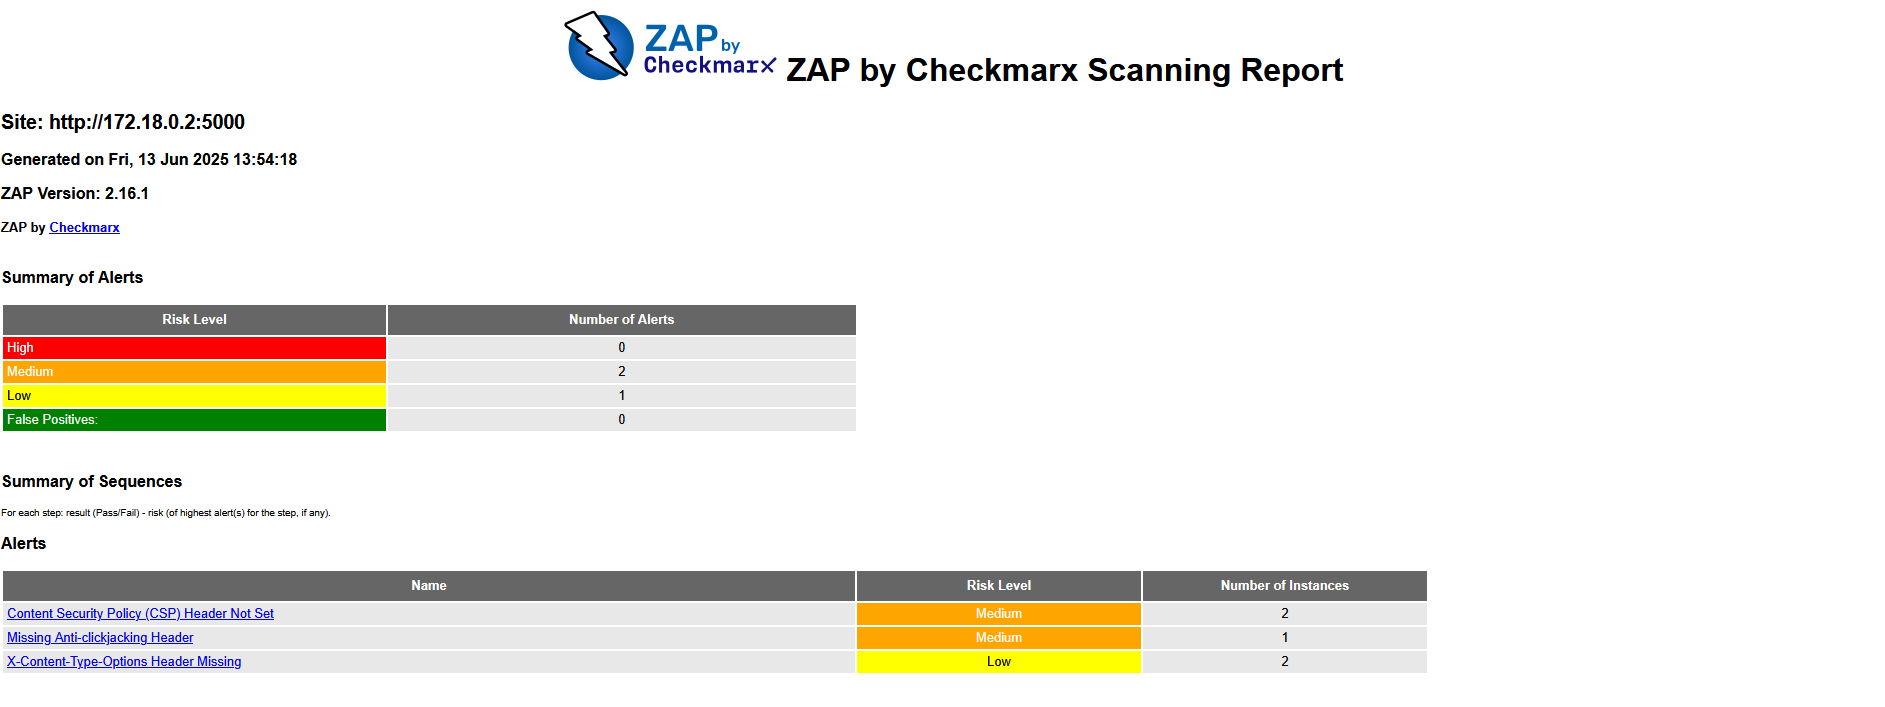 ZAP by
Checkmarx ZAP by Checkmarx Scanning Report
Site: http://172.18.0.2:5000
Generated on Fri, 13 Jun 2025 13:54:18
ZAP Version: 2.16.1
ZAP by Checkmarx
Summary of Alerts
Risk Level Number of Alerts
High 0
Medium 2
Low 1
False Positives: 0
Summary of Sequences
For each step: result (Pass/Fail) - risk (of highest alert(s) for the step, if any).
Alerts
Name Risk Level Number of Instances
Content Security Policy (CSP) Header Not Set Medium 2
Missing Anti-clickjacking Header Medium 1
X-Content-Type-Options Header Missing Low 2